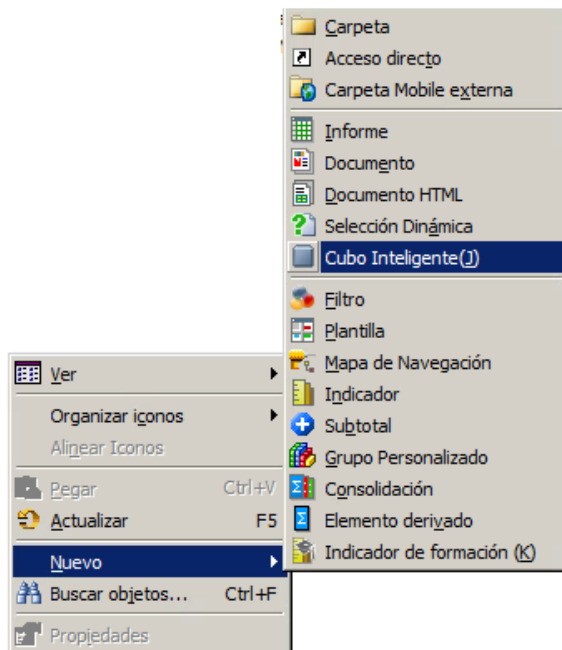 Carpeta
Acceso directo
Carpeta Mobile externa
Informe
Documento
Documento HTML
Selección Dinámica
Cubo Inteligente(J)
Filtro
Plantilla
Mapa de Navegación
Indicador
Subtotal
Grupo Personalizado
Consolidación
Elemento derivado
Indicador de formación (K)
Ver
Organizar iconos
Alinear Iconos
Pegar Ctrl+V
Actualizar F5
Nuevo
Buscar objetos... Ctrl+F
Propiedades